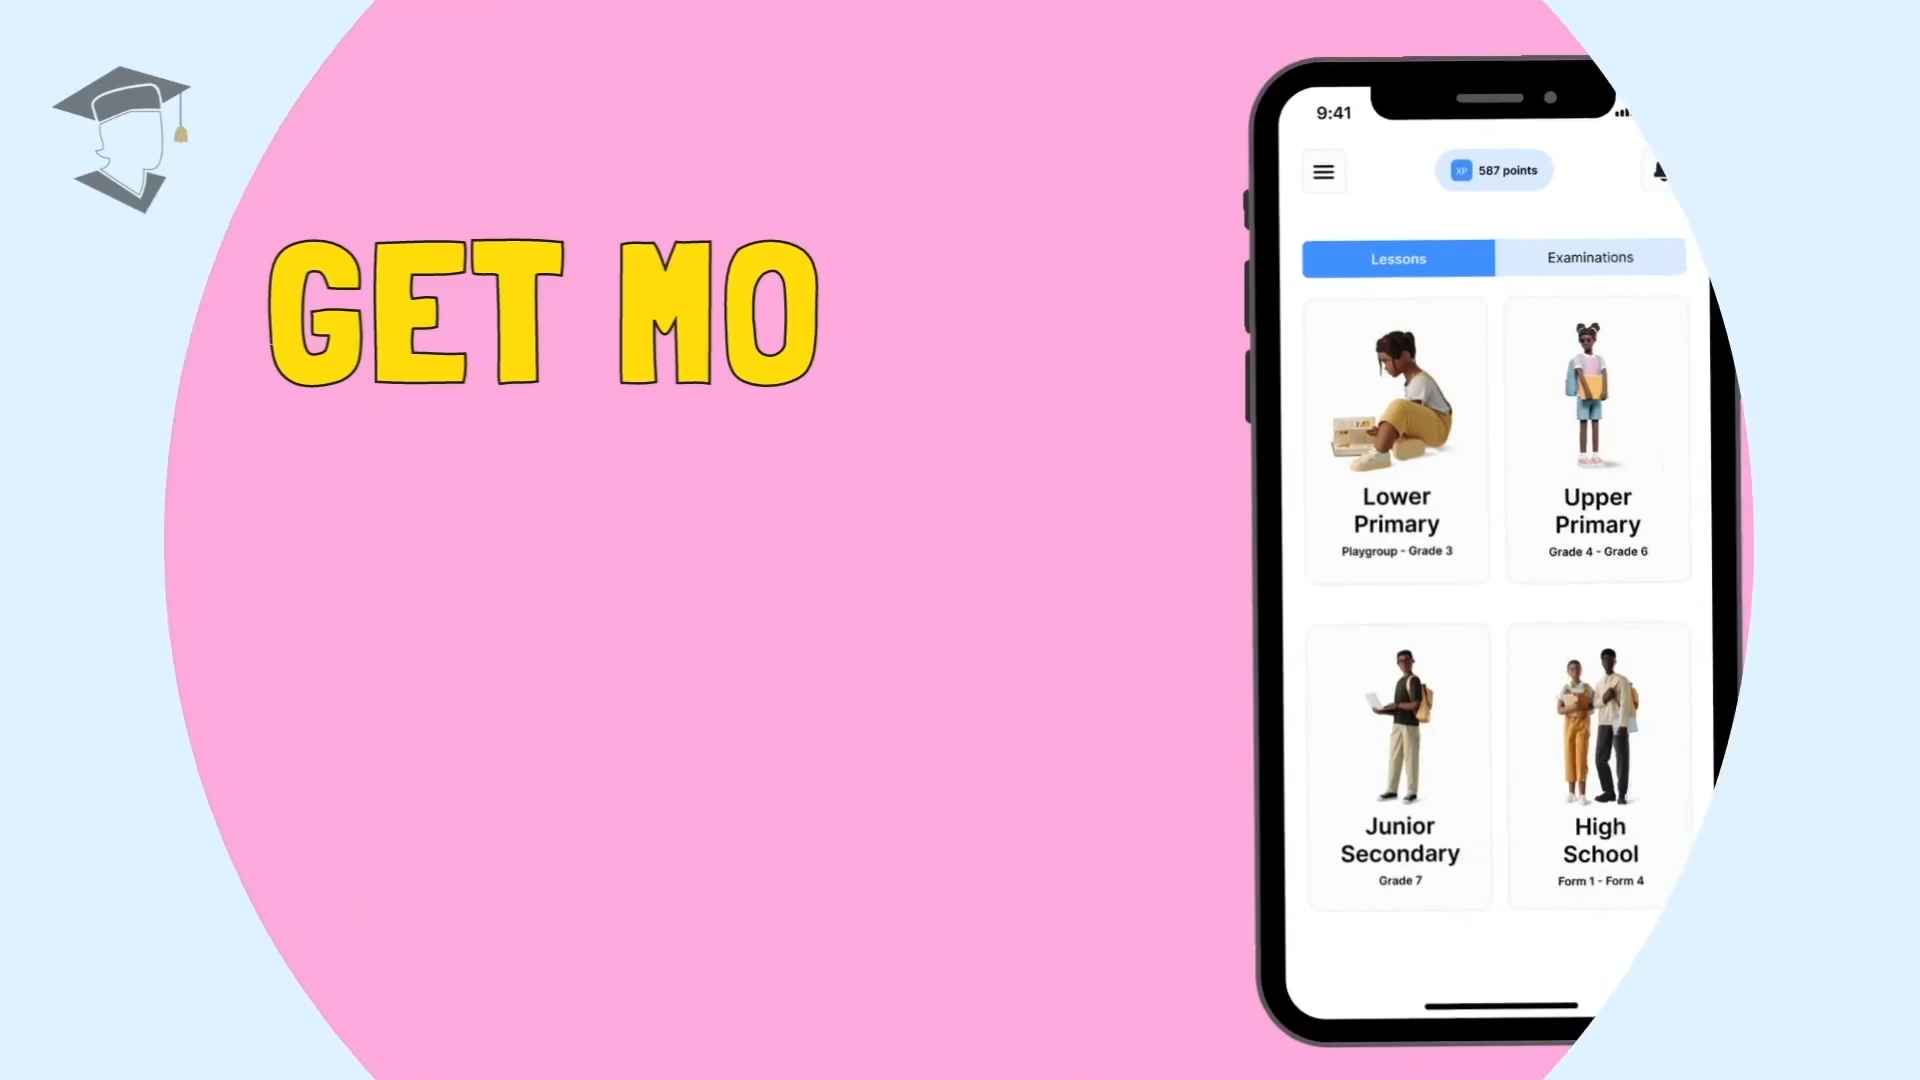 GET MO
9:41
XP 587 points
Lessons Examinations
Lower
Primary
Playgroup - Grade 3
Upper
Primary
Grade 4 - Grade 6
Junior
Secondary
Grade 7
High
School
Form 1 - Form 4